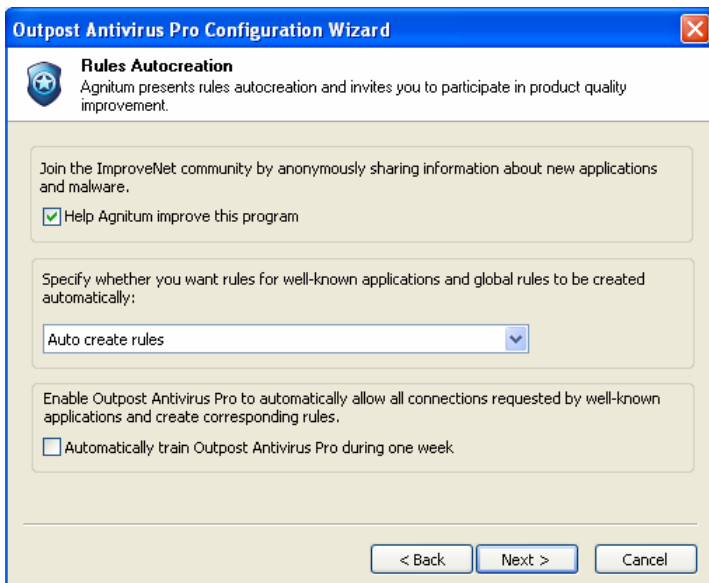 Outpost Antivirus Pro Configuration Wizard
Rules Autocreation
Agnitum presents rules autocreation and invites you to participate in product quality
improvement.
Join the ImproveNet community by anonymously sharing information about new applications
and malware.
Help Agnitum improve this program
Specify whether you want rules for well-known applications and global rules to be created
automatically:
Auto create rules
Enable Outpost Antivirus Pro to automatically allow all connections requested by well-known
applications and create corresponding rules.
Automatically train Outpost Antivirus Pro during one week
< Back
Next >
Cancel